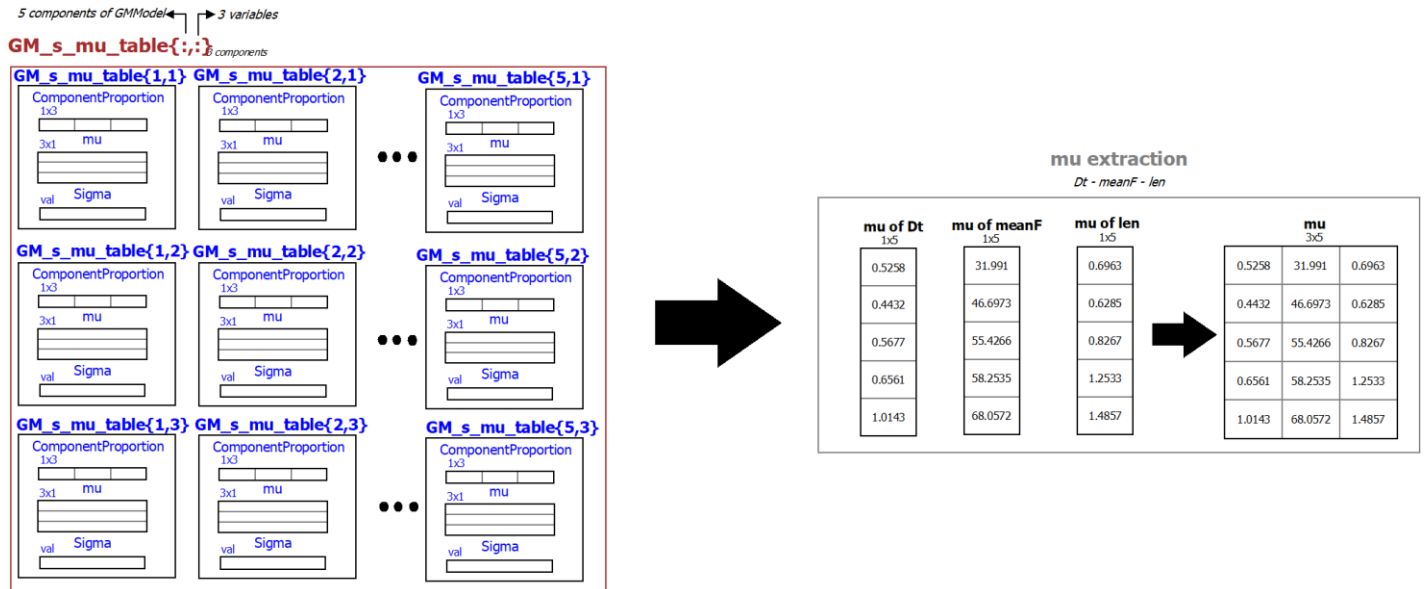 5 components of GMModel
3 variables
GM_s_mu_table{:,:}
3 components
GM_s_mu_table{1,1} GM_s_mu_table{2,1} GM_s_mu_table{5,1}
ComponentProportion ComponentProportion ComponentProportion
1x3 1x3 1x3
3x1 mu 3x1 mu 3x1 mu
val Sigma val Sigma val Sigma
GM_s_mu_table{1,2} GM_s_mu_table{2,2} GM_s_mu_table{5,2}
ComponentProportion ComponentProportion ComponentProportion
1x3 1x3 1x3
3x1 mu 3x1 mu 3x1 mu
val Sigma val Sigma val Sigma
GM_s_mu_table{1,3} GM_s_mu_table{2,3} GM_s_mu_table{5,3}
ComponentProportion ComponentProportion ComponentProportion
1x3 1x3 1x3
3x1 mu 3x1 mu 3x1 mu
val Sigma val Sigma val Sigma
mu extraction
Dt - meanF - len
mu of Dt mu of meanF mu of len mu
1x5 1x5 1x5 3x5
0.5258 31.991 0.6963 0.5258 31.991 0.6963
0.4432 46.6973 0.6285 0.4432 46.6973 0.6285
0.5677 55.4266 0.8267 0.5677 55.4266 0.8267
0.6561 58.2535 1.2533 0.6561 58.2535 1.2533
1.0143 68.0572 1.4857 1.0143 68.0572 1.4857